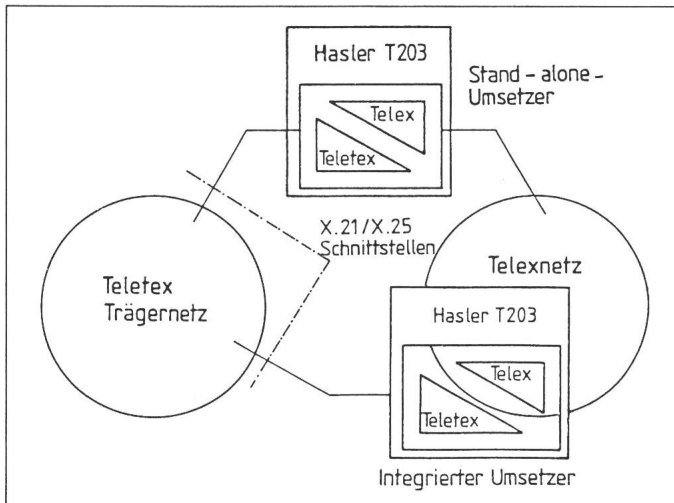 Hasler T203
Telex
Teletex
Stand-alone-
Umsetzer
X.21/X.25
Schnittstellen
Teletex
Trägernetz
Telexnetz
Hasler T203
Telex
Teletex
Integrierter Umsetzer